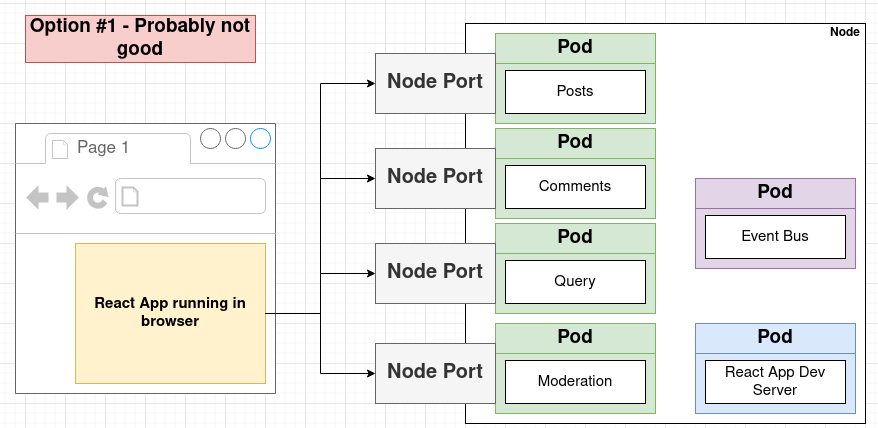 Option #1 - Probably not
good
Node
Pod
Node Port
Posts
Page 1
Pod
Node Port
Comments
Pod
Event Bus
Pod
Node Port
Query
React App running in
browser
Pod
Node Port
Moderation
Pod
React App Dev
Server